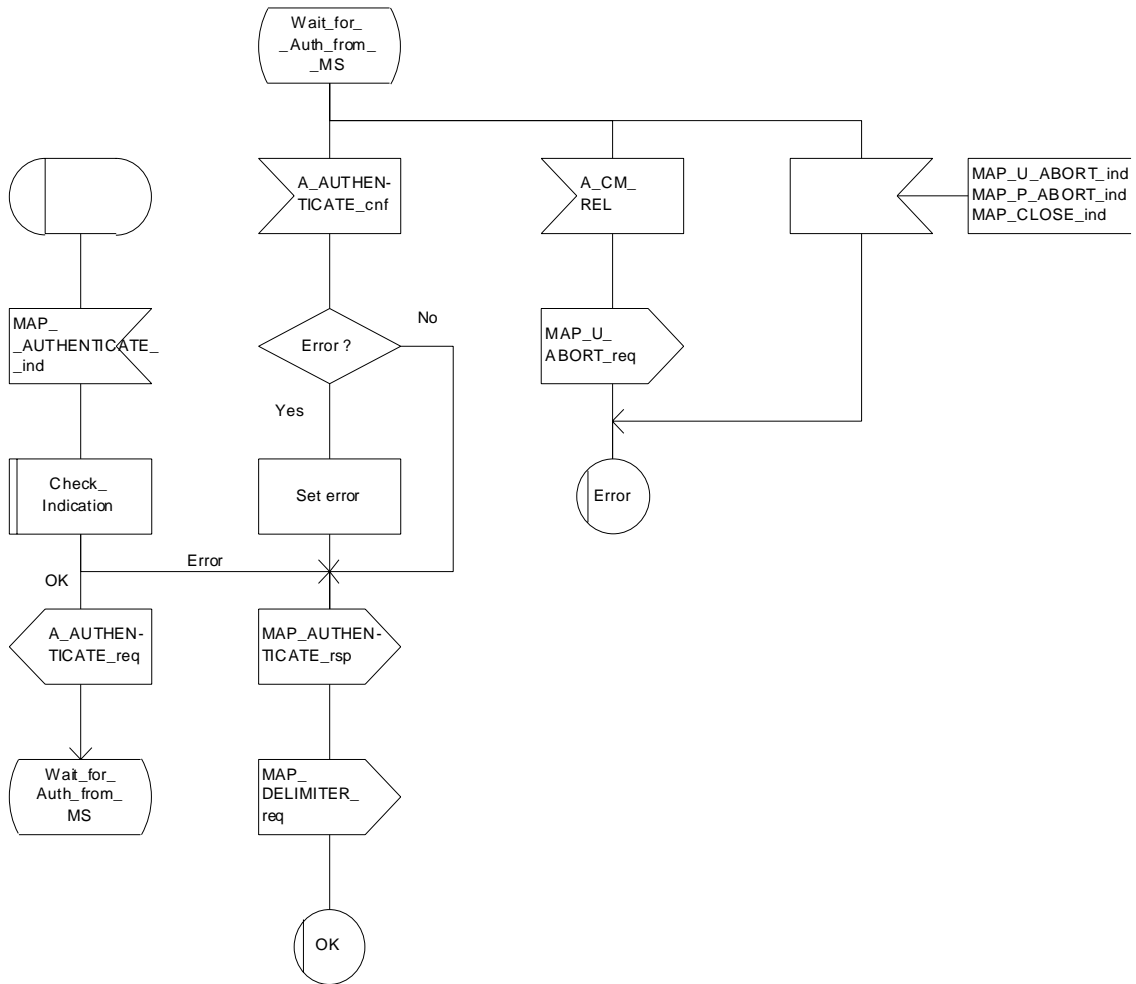 Wait_for_
_Auth_from_
_MS
A_AUTHEN-
TICATE_cnf
A_CM_
REL
MAP_U_ABORT_ind
MAP_P_ABORT_ind
MAP_CLOSE_ind
MAP_
_AUTHENTICATE_
_ind
Error ?
No
MAP_U_
ABORT_req
Yes
Check_
Indication
Set error
Error
Error
OK
A_AUTHEN-
TICATE_req
MAP_AUTHEN-
TICATE_rsp
Wait_for_
Auth_from_
MS
MAP_
DELIMITER_
req
OK